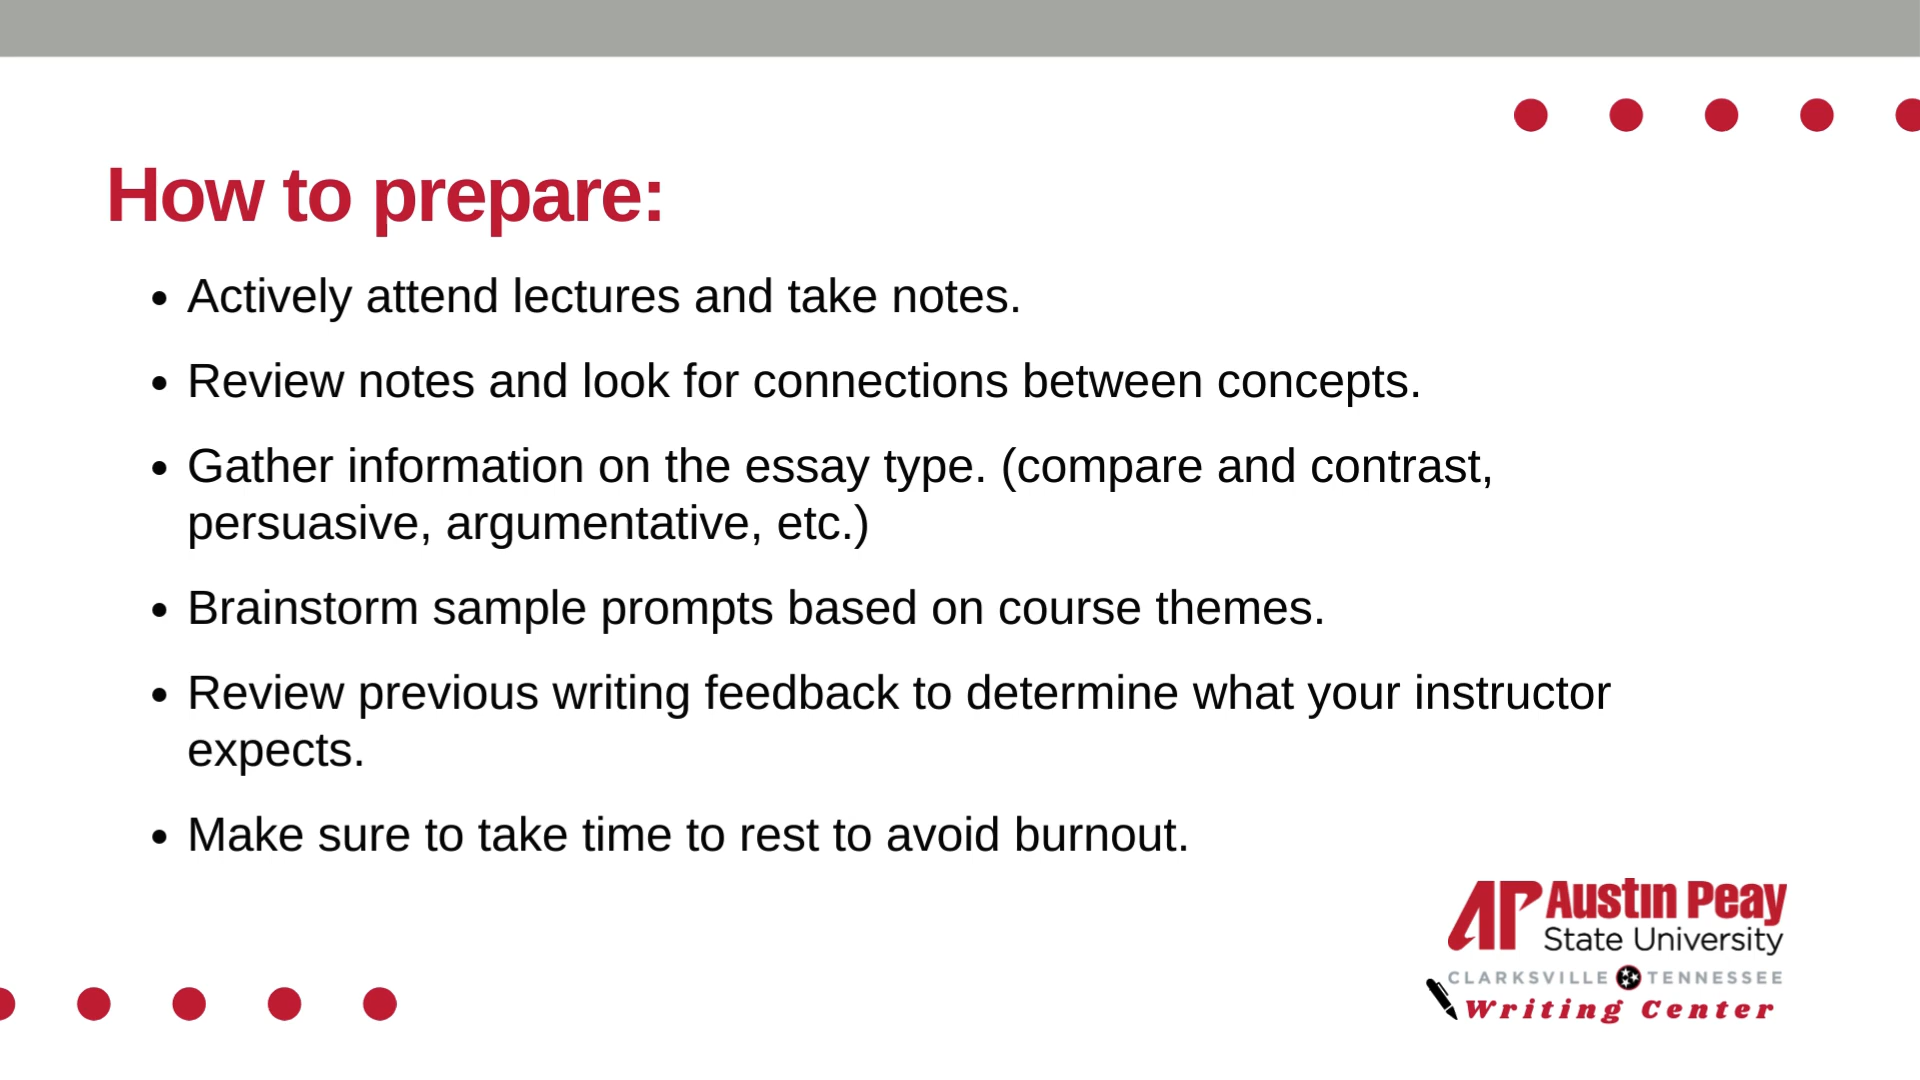 How to prepare:
• Actively attend lectures and take notes.
• Review notes and look for connections between concepts.
• Gather information on the essay type. (compare and contrast,
persuasive, argumentative, etc.)
• Brainstorm sample prompts based on course themes.
• Review previous writing feedback to determine what your instructor
expects.
• Make sure to take time to rest to avoid burnout.
AP Austin Peay
State University
CLARKSVILLE TENNESSEE
Writing Center